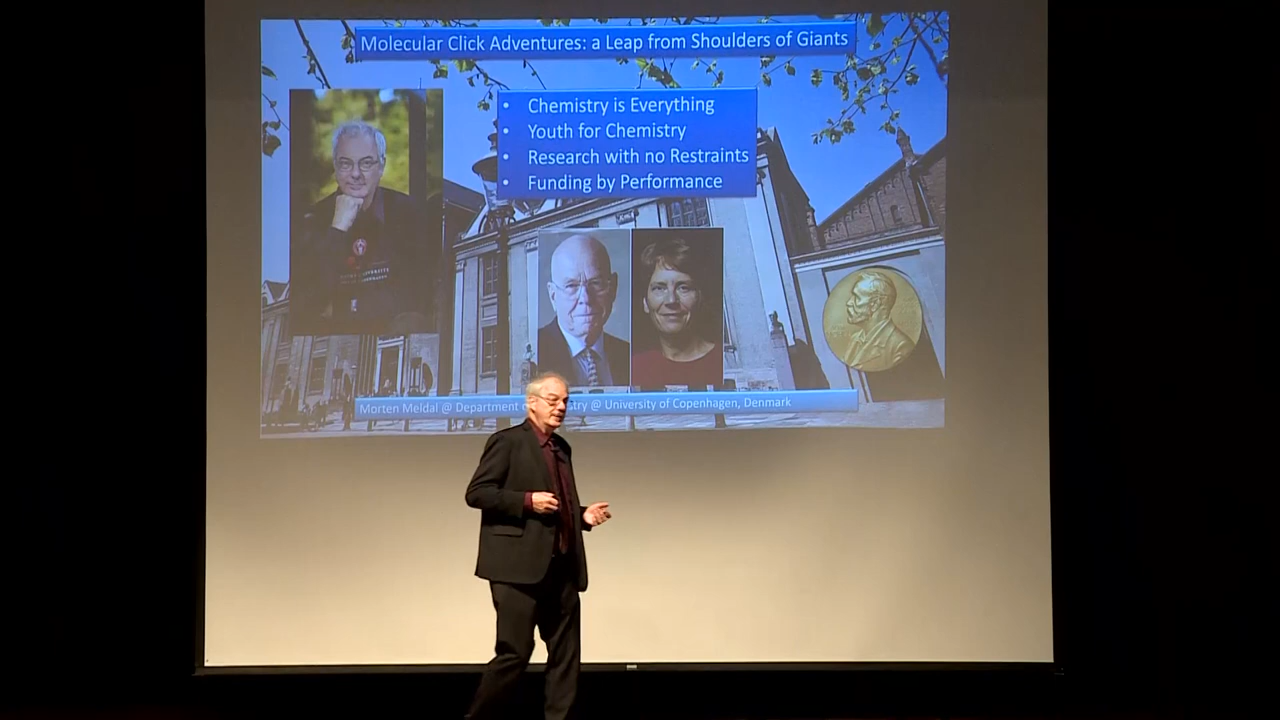 Molecular Click Adventures: a Leap from Shoulders of Giants
• Chemistry is Everything
• Youth for Chemistry
• Research with no Restraints
• Funding by Performance
Morten Meldal @ Department stry @ University of Copenhagen, Denmark